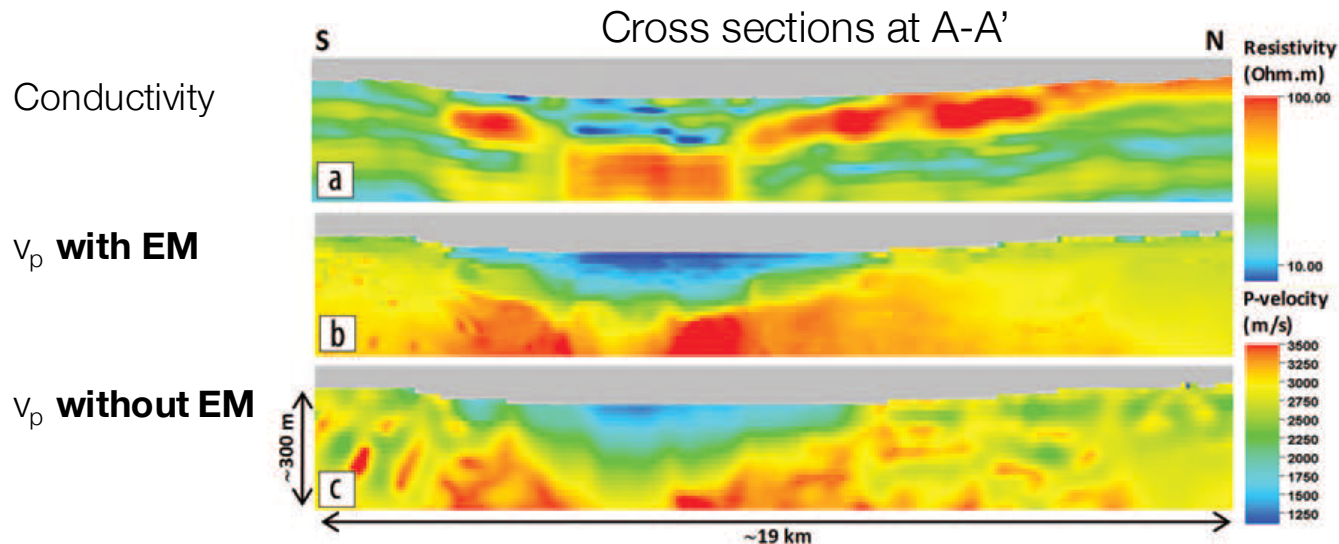 Cross sections at A-A’
S
N
Resistivity
(Ohm.m)
100.00
10.00
Conductivity
a
vp with EM
b
P-velocity
(m/s)
3500
3250
3000
2750
2500
2250
2000
1750
1500
1250
vp without EM
~300 m
c
~19 km